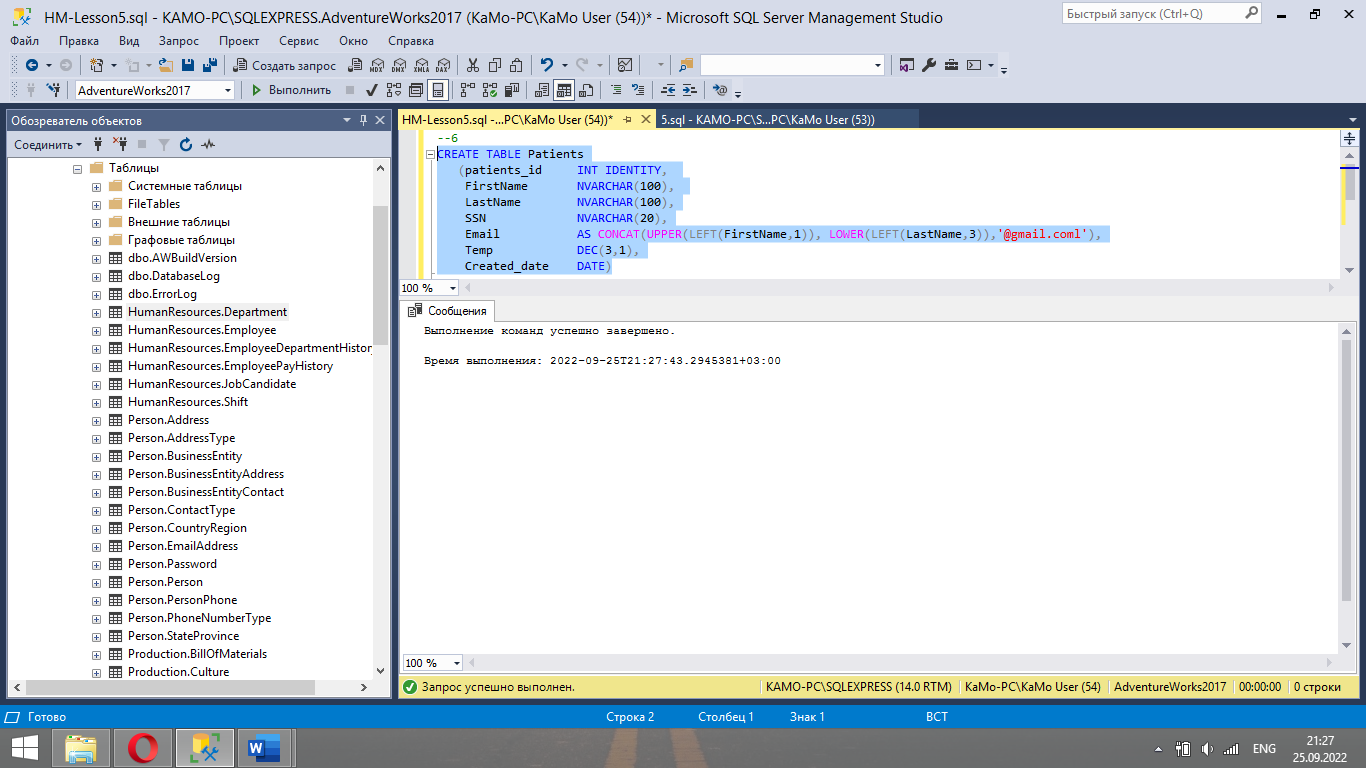 HM-Lesson5.sql - KAMO-PC\SQLEXPRESS.AdventureWorks2017 (KaMo-PC\KaMo User (54))* - Microsoft SQL Server Management Studio
Быстрый запуск (Ctrl+Q)
Файл Правка Вид Запрос Проект Сервис Окно Справка
Создать запрос MDX DMX XMLA DAX
AdventureWorks2017 Выполнить
Обозреватель объектов
Соединить
Таблицы
Системные таблицы
FileTables
Внешние таблицы
Графовые таблицы
dbo.AWBuildVersion
dbo.DatabaseLog
dbo.ErrorLog
HumanResources.Department
HumanResources.Employee
HumanResources.EmployeeDepartmentHistor
HumanResources.EmployeePayHistory
HumanResources.JobCandidate
HumanResources.Shift
Person.Address
Person.AddressType
Person.BusinessEntity
Person.BusinessEntityAddress
Person.BusinessEntityContact
Person.ContactType
Person.CountryRegion
Person.EmailAddress
Person.Password
Person.Person
Person.PersonPhone
Person.PhoneNumberType
Person.StateProvince
Production.BillOfMaterials
Production.Culture
HM-Lesson5.sql -...PC\KaMo User (54))* 5.sql - KAMO-PC\S...PC\KaMo User (53))
--6
CREATE TABLE Patients
(patients_id INT IDENTITY,
FirstName NVARCHAR(100),
LastName NVARCHAR(100),
SSN NVARCHAR(20),
Email AS CONCAT(UPPER(LEFT(FirstName,1)), LOWER(LEFT(LastName,3)),'@gmail.coml'),
Temp DEC(3,1),
Created_date DATE)
100 %
Сообщения
Выполнение команд успешно завершено.
Время выполнения: 2022-09-25T21:27:43.2945381+03:00
100 %
Запрос успешно выполнен. KAMO-PC\SQLEXPRESS (14.0 RTM) KaMo-PC\KaMo User (54) AdventureWorks2017 00:00:00 0 строки
Готово Строка 2 Столбец 1 Знак 1 ВСТ
ENG
21:27
25.09.2022